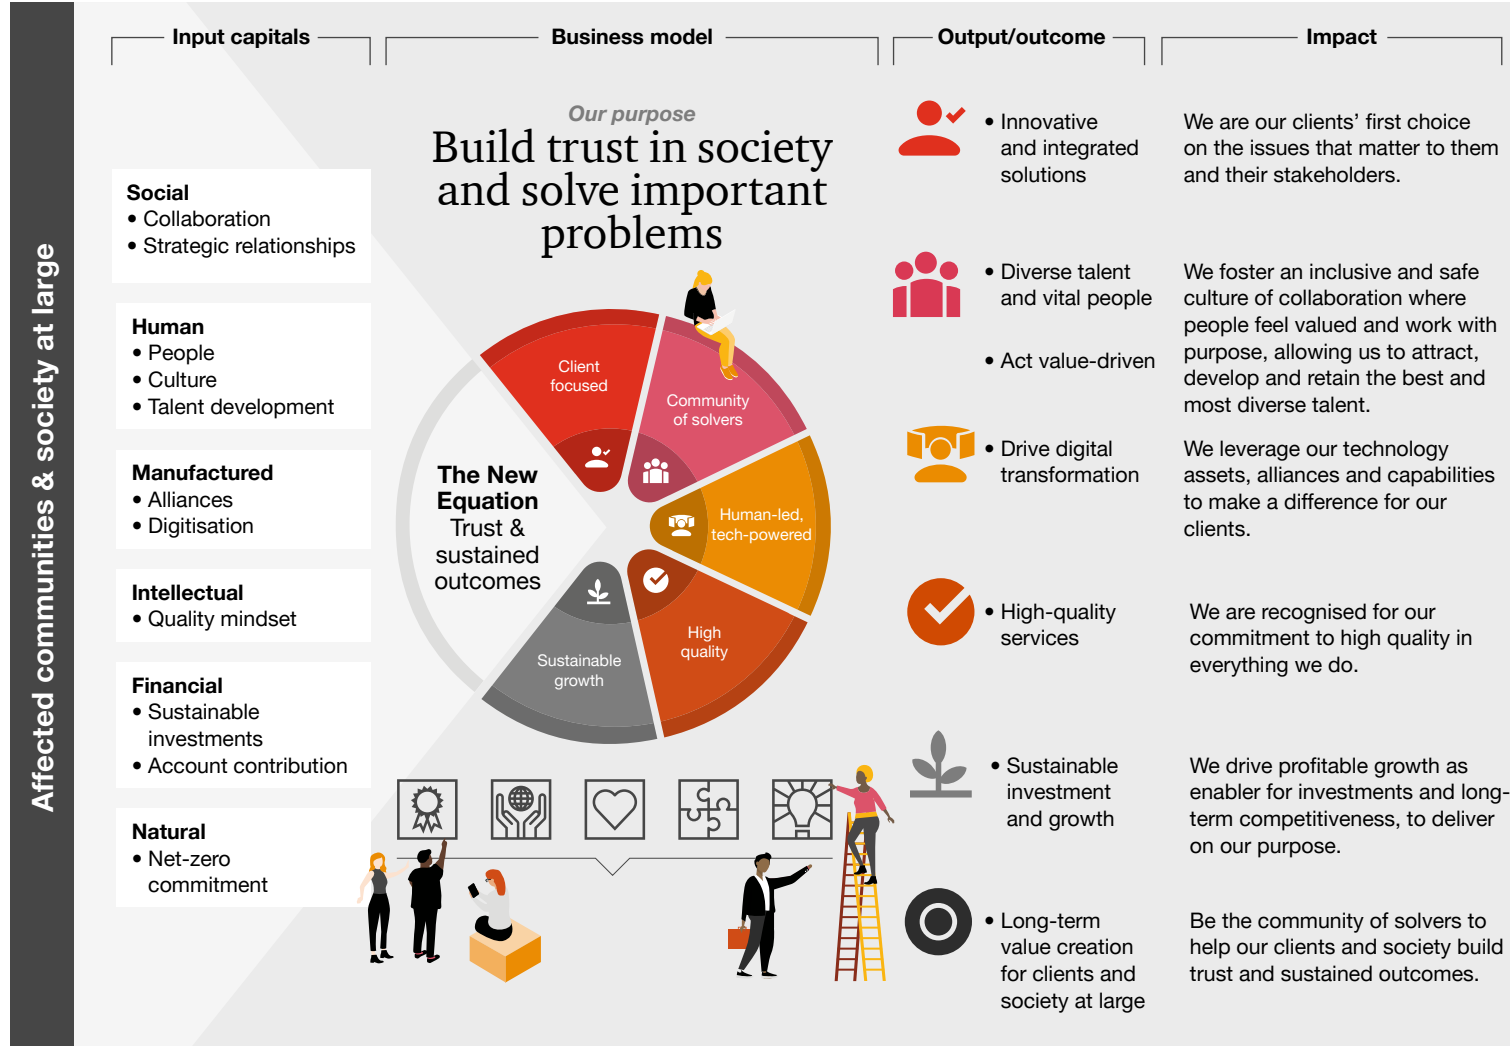 Affected communities & society at large
Input capitals
Business model
Output/outcome
Impact
Social
• Collaboration
• Strategic relationships
Human
• People
• Culture
• Talent development
Manufactured
• Alliances
• Digitisation
Intellectual
• Quality mindset
Financial
• Sustainable
investments
• Account contribution
Natural
• Net-zero
commitment
Our purpose
Build trust in society
and solve important
problems
The New
Equation
Trust &
sustained
outcomes
Client
focused
Community
of solvers
Human-led,
tech-powered
High
quality
Sustainable
growth
• Innovative
and integrated
solutions
We are our clients’ first choice
on the issues that matter to them
and their stakeholders.
• Diverse talent
and vital people
• Act value-driven
We foster an inclusive and safe
culture of collaboration where
people feel valued and work with
purpose, allowing us to attract,
develop and retain the best and
most diverse talent.
• Drive digital
transformation
We leverage our technology
assets, alliances and capabilities
to make a difference for our
clients.
• High-quality
services
We are recognised for our
commitment to high quality in
everything we do.
• Sustainable
investment
and growth
We drive profitable growth as
enabler for investments and long-
term competitiveness, to deliver
on our purpose.
• Long-term
value creation
for clients and
society at large
Be the community of solvers to
help our clients and society build
trust and sustained outcomes.